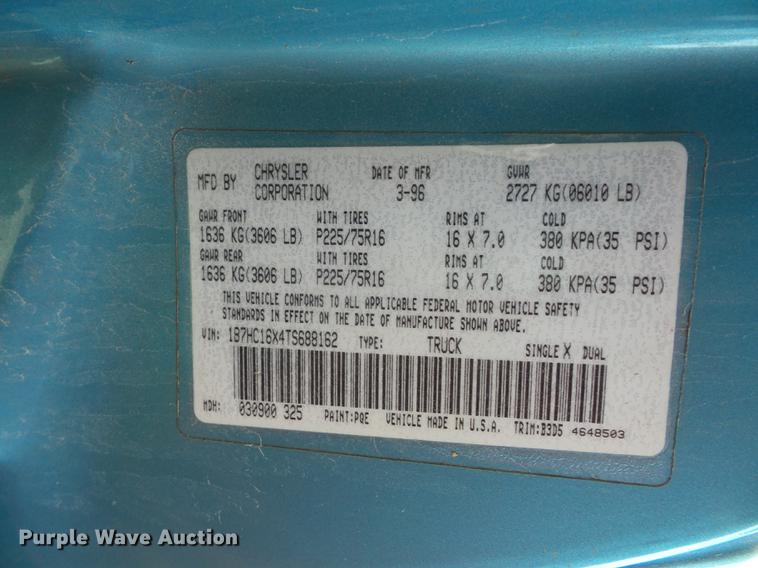 MFD BY CHRYSLER CORPORATION DATE OF MFR 3-96 GVWR 2727 KG(06010 LB)
GAWR FRONT WITH TIRES RIMS AT COLD
1636 KG(3606 LB) P225/75R16 16 X 7.0 380 KPA(35 PSI)
GAWR REAR WITH TIRES RIMS AT COLD
1636 KG(3606 LB) P225/75R16 16 X 7.0 380 KPA(35 PSI)
THIS VEHICLE CONFORMS TO ALL APPLICABLE FEDERAL MOTOR VEHICLE SAFETY
STANDARDS IN EFFECT ON THE DATE OF MANUFACTURE SHOWN ABOVE.
VIN: 1B7HC16X4TS688162 TYPE: TRUCK SINGLE X DUAL
MDH: 030900 325 PAINT:PQE VEHICLE MADE IN U.S.A. TRIM:B3D5 4648503
Purple Wave Auction